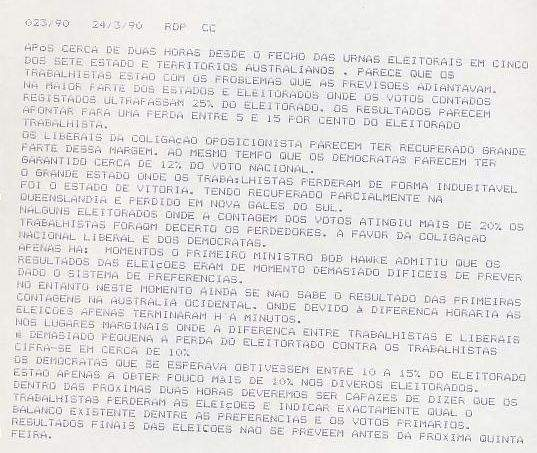 023/90 24/3/90 RDP CC
APóS CERCA DE DUAS HORAS DESDE O FECHO DAS URNAS ELEITORAIS EM CINCO
DOS SETE ESTADO E TERRITORIOS AUSTRALIANOS . PARECE QUE OS
TRABALHISTAS ESTAO COM OS PROBLEMAS QUE AS PREVISOES ADIANTAVAM.
NA MAIOR PARTE DOS ESTADOS E ELEITORADOS ONDE OS VOTOS CONTADOS
REGISTADOS ULTRAPASSAM 25% DO ELEITORADO. OS RESULTADOS PARECEM
APONTAR PARA UMA PERDA ENTRE 5 E 15 POR CENTO DO ELEITORADO
TRABALHISTA.
OS LIBERAIS DA COLIGAçAO OPOSICIONISTA PARECEM TER RECUPERADO GRANDE
PARTE DESSA MARGEM. AO MESMO TEMPO QUE OS DEMOCRATAS PARECEM TER
GARANTIDO CERCA DE 12% DO VOTO NACIONAL.
O GRANDE ESTADO ONDE OS TRABA:LHISTAS PERDERAM DE FORMA INDUBITAVEL
FOI O ESTADO DE VITORIA. TENDO RECUPERADO PARCIALMENTE NA
QUEENSLANDIA E PERDIDO EM NOVA GALES DO SUL.
NALGUNS ELEITORADOS ONDE A CONTAGEM DOS VOTOS ATINGIU MAIS DE 20% OS
TRABALHISTAS FORAQM DECERTO OS PERDEDORES. A FAVOR DA COLIGAçAO
NACIONAL LIBERAL E DOS DEMOCRATAS.
APENAS HA: MOMENTOS O PRIMEIRO MINISTRO BOB HAWKE ADMITIU QUE OS
RESULTADOS DAS ELEIçOES ERAM DE MOMENTO DEMASIADO DIFICEIS DE PREVER
DADO O SISTEMA DE PREFERENCIAS.
NO ENTANTO NESTE MOMENTO AINDA SE NAO SABE O RESULTADO DAS PRIMEIRAS
CONTAGENS NA AUSTRALIA OCIDENTAL. ONDE DEVIDO à DIFERENCA HORARIA AS
ELEICOES APENAS TERMINARAM H'A MINUTOS.
NOS LUGARES MARGINAIS ONDE A DIFERENCA ENTRE TRABALHISTAS E LIBERAIS
é DEMASIADO PEQUENA A PERDA DO ELEITORTADO CONTRA OS TRABALHISTAS
CIFRA-SE EM CERCA DE 10%
OS DEMOCRATAS QUE SE ESPERAVA OBTIVESSEM ENTRE 10 A 15% DO ELEITORADO
ESTAO APENAS A OBTER POUCO MAIS DE 10% NOS DIVEROS ELEITORADOS.
DENTRO DAS PROXIMAS DUAS HORAS DEVEREMOS SER CAFAZES DE DIZER QUE OS
TRABALHISTAS PERDERAM AS ELEIçOES E INDICAR EXACTAMENTE QUAL O
BALANCO EXISTENTE DENTRE AS PREFERENCIAS E OS VOTOS PRIMARIOS.
RESULTADOS FINAIS DAS ELEICOES NAO SE PREVEEM ANTES DA PROXIMA QUINTA
FEIRA.